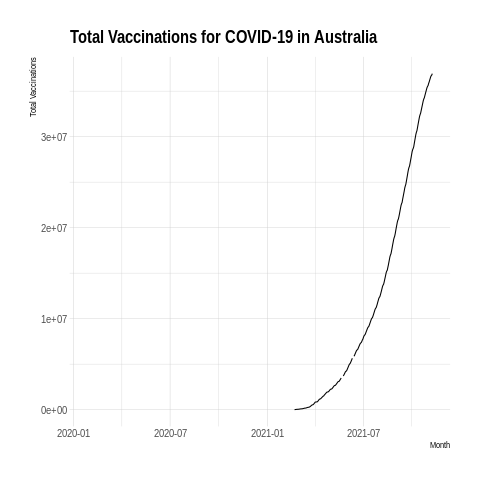 Total Vaccinations for COVID-19 in Australia
Total Vaccinations
3e+07
2e+07
1e+07
0e+00
2020-01 2020-07 2021-01 2021-07
Month